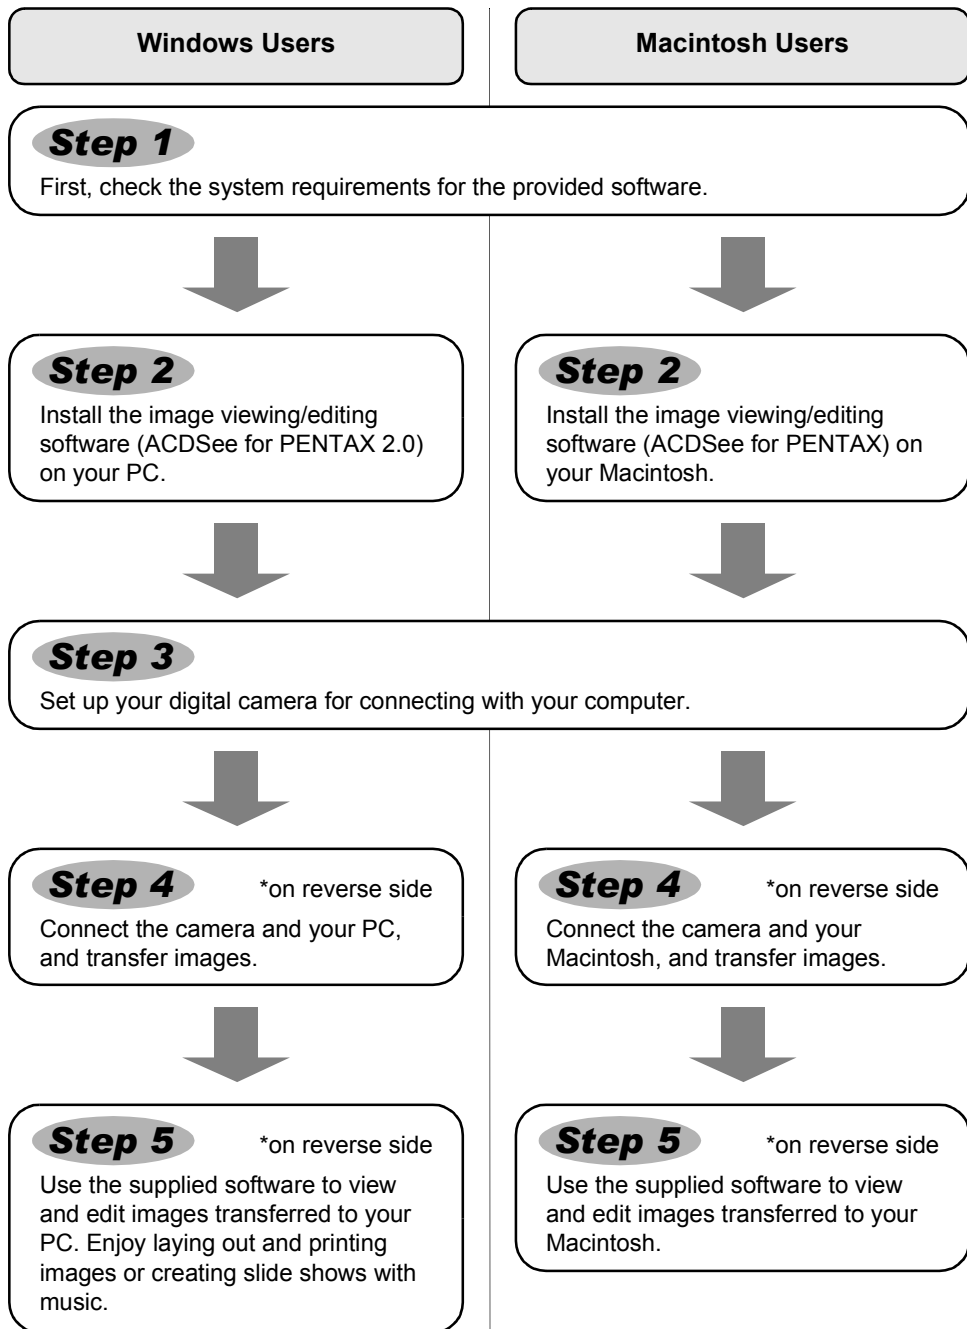 Windows Users
Macintosh Users
Step 1
First, check the system requirements for the provided software.
Step 2
Install the image viewing/editing
software (ACDSee for PENTAX 2.0)
on your PC.
Step 2
Install the image viewing/editing
software (ACDSee for PENTAX) on
your Macintosh.
Step 3
Set up your digital camera for connecting with your computer.
Step 4 *on reverse side
Connect the camera and your PC,
and transfer images.
Step 4 *on reverse side
Connect the camera and your
Macintosh, and transfer images.
Step 5 *on reverse side
Use the supplied software to view
and edit images transferred to your
PC. Enjoy laying out and printing
images or creating slide shows with
music.
Step 5 *on reverse side
Use the supplied software to view
and edit images transferred to your
Macintosh.